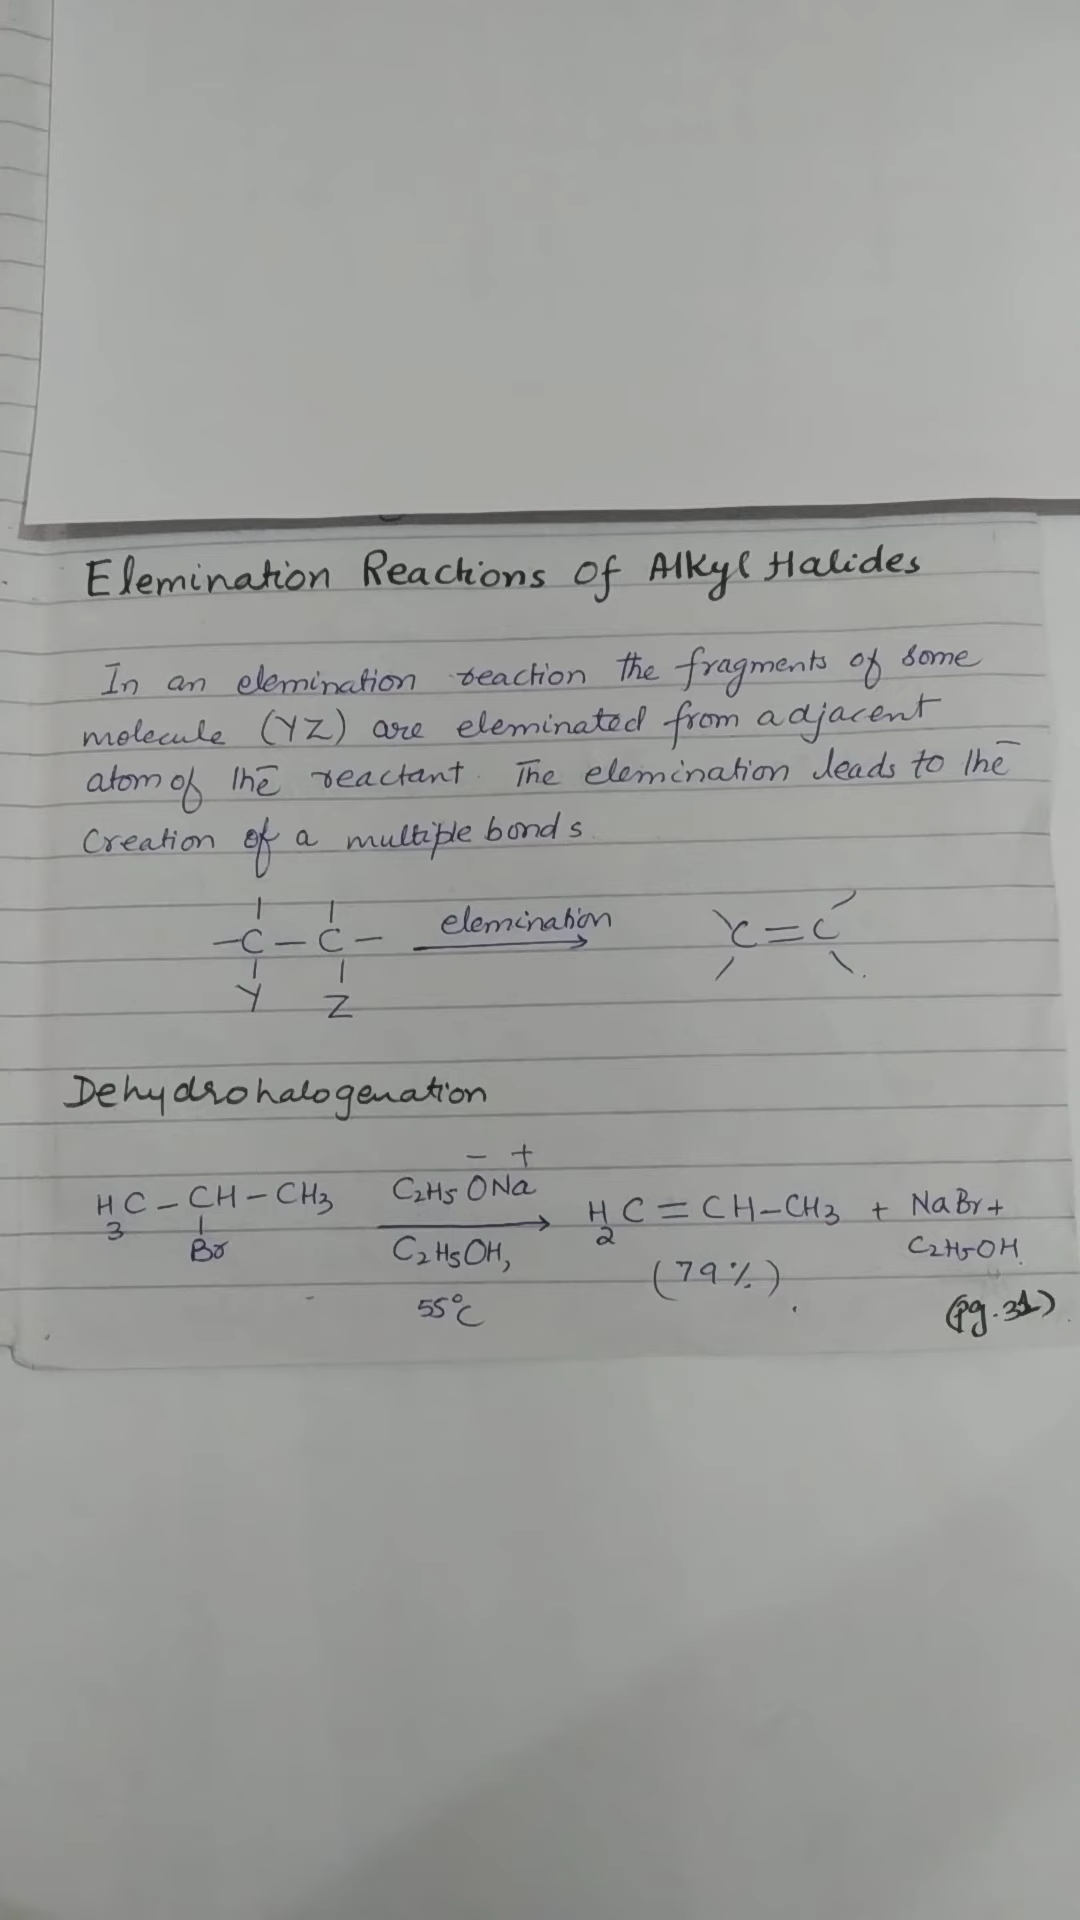 Elemination Reactions of Alkyl Halides
In an elemination reaction the fragments of some
molecule (YZ) are eleminated from adjacent
atom of the reactant. The elemination leads to the
Creation of a multiple bonds.
-C-C- elemination C=C
Y Z
Dehydrohalogenation
- +
H3C-CH-CH3 C2H5ONa H2C=CH-CH3 + NaBr+
Br C2H5OH, (79%) C2H5OH.
55°C (pg.31)